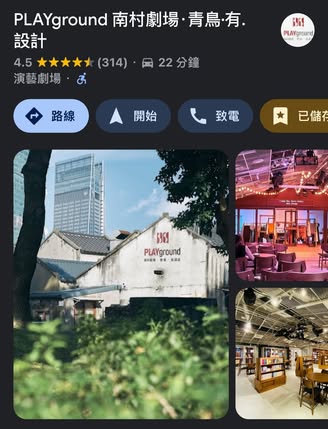 PLAYground 南村劇場·青鳥·有.
設計
4.5 (314) · 22 分鐘
演藝劇場 ·
路線
開始
致電
已儲存
PLAYground
PLAYground